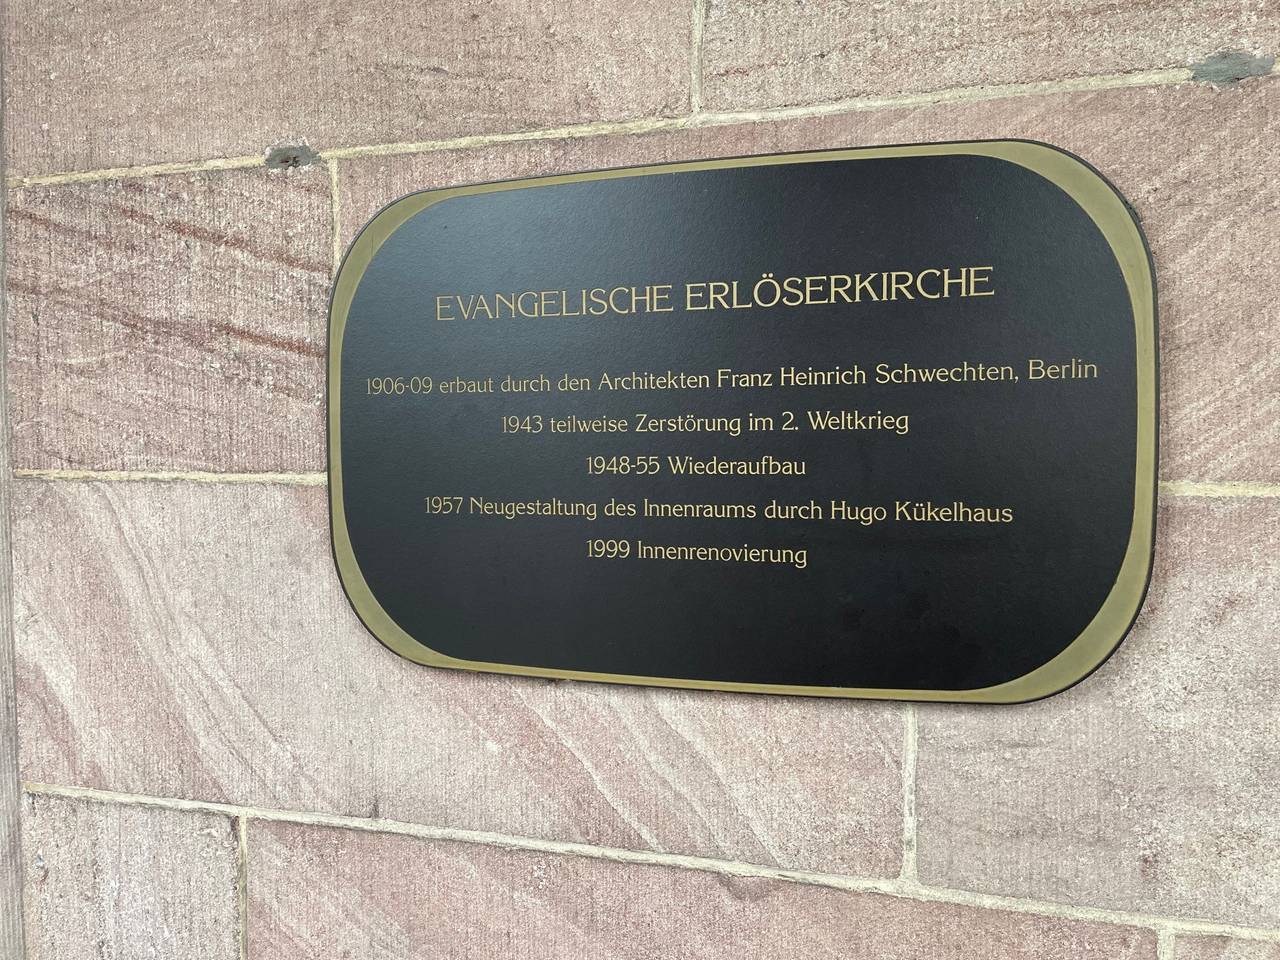 EVANGELISCHE ERLÖSERKIRCHE
1906-09 erbaut durch den Architekten Franz Heinrich Schwechten, Berlin
1943 teilweise Zerstörung im 2. Weltkrieg
1948-55 Wiederaufbau
1957 Neugestaltung des Innenraums durch Hugo Kükelhaus
1999 Innenrenovierung